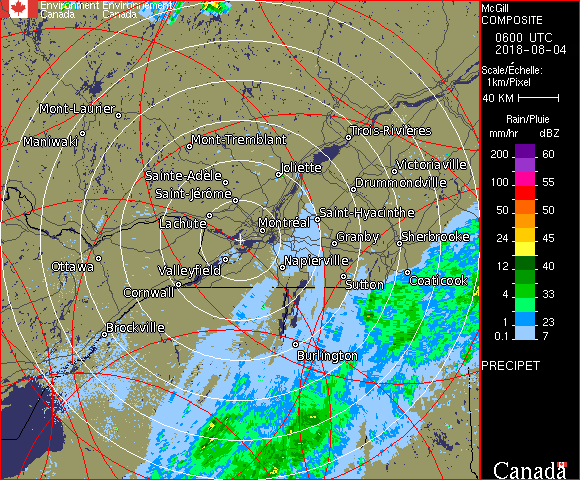 Environment Environnement
Canada Canada
McGill
COMPOSITE
0600 UTC
2018-08-04
Scale/Échelle:
1km/Pixel
40 KM
Rain/Pluie
mm/hr dBZ
200 60
150 57
100 55
50 50
24 45
12 40
4 33
1 23
0.1 7
PRECIPET
Canada
Mont-Laurier
Maniwaki
Mont-Tremblant
Trois-Rivières
Joliette
Victoriaville
Sainte-Adèle
Drummondville
Saint-Jérôme
Saint-Hyacinthe
Lachute
Montréal
Granby
Sherbrooke
Ottawa
Valleyfield
Napierville
Sutton
Coaticook
Cornwall
Brockville
Burlington